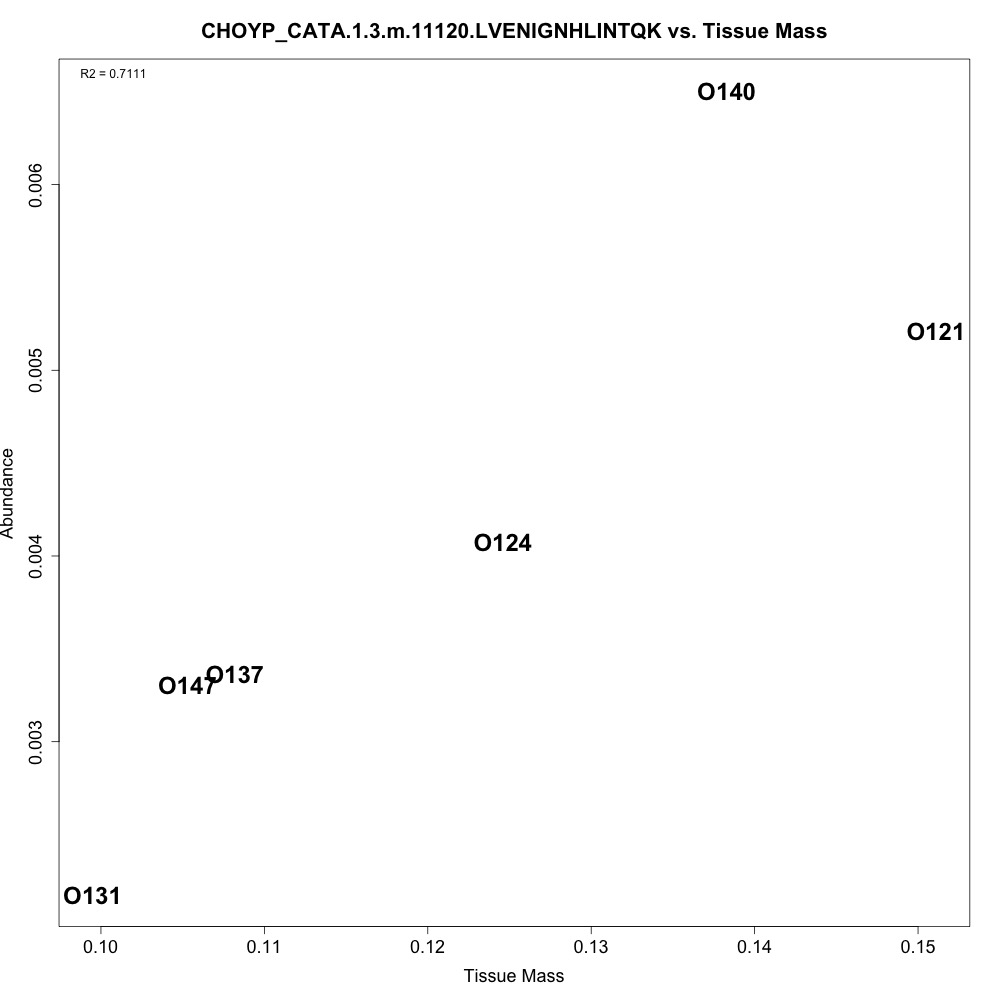 CHOYP_CATA.1.3.m.11120.LVENIGNHLINTQK vs. Tissue Mass
R2 = 0.7111
O140
0.006
O121
0.005
Abundance
O124
0.004
O137
O147
0.003
O131
0.10 0.11 0.12 0.13 0.14 0.15
Tissue Mass